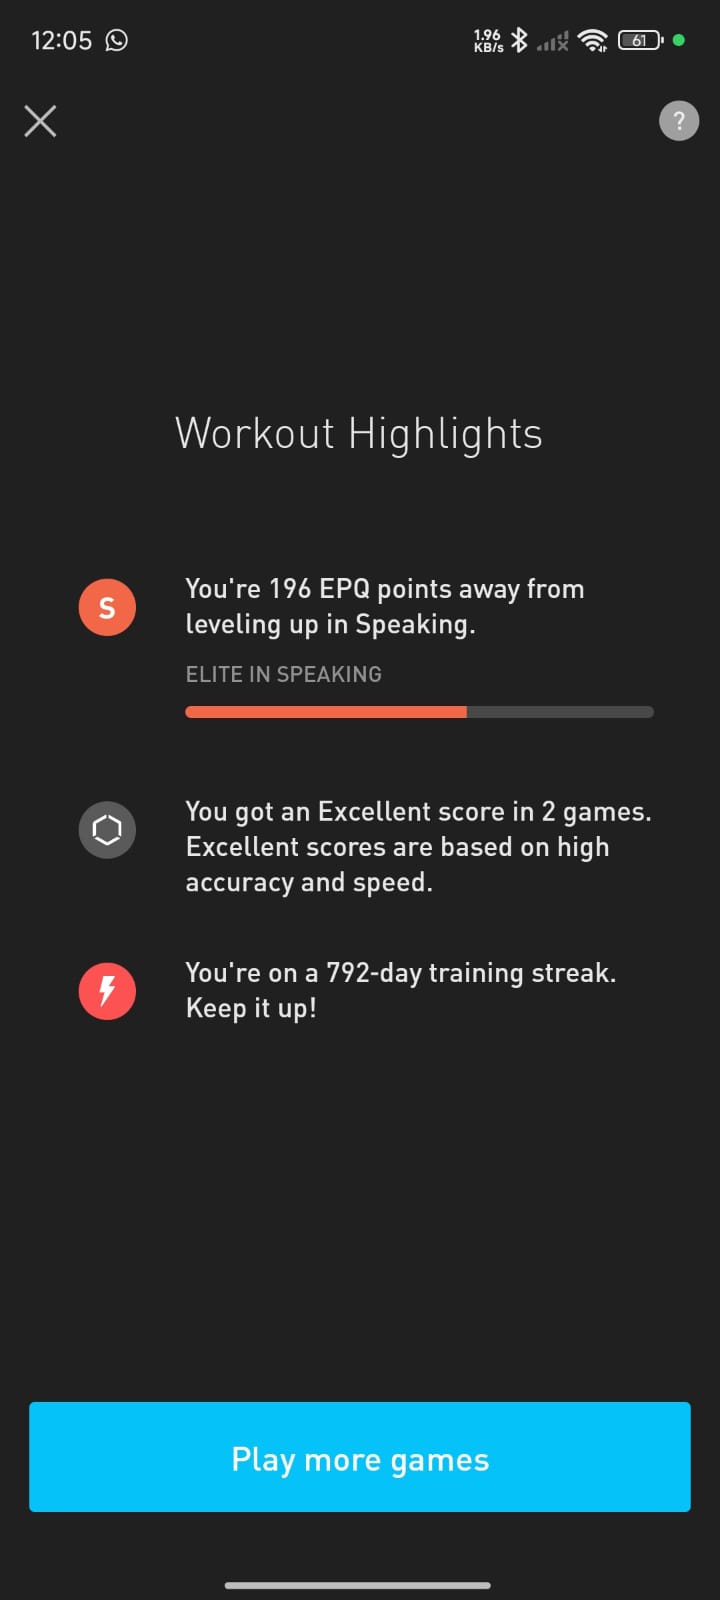 12:05
1.96
KB/s
61
?
Workout Highlights
S
You're 196 EPQ points away from
leveling up in Speaking.
ELITE IN SPEAKING
You got an Excellent score in 2 games.
Excellent scores are based on high
accuracy and speed.
You're on a 792-day training streak.
Keep it up!
Play more games